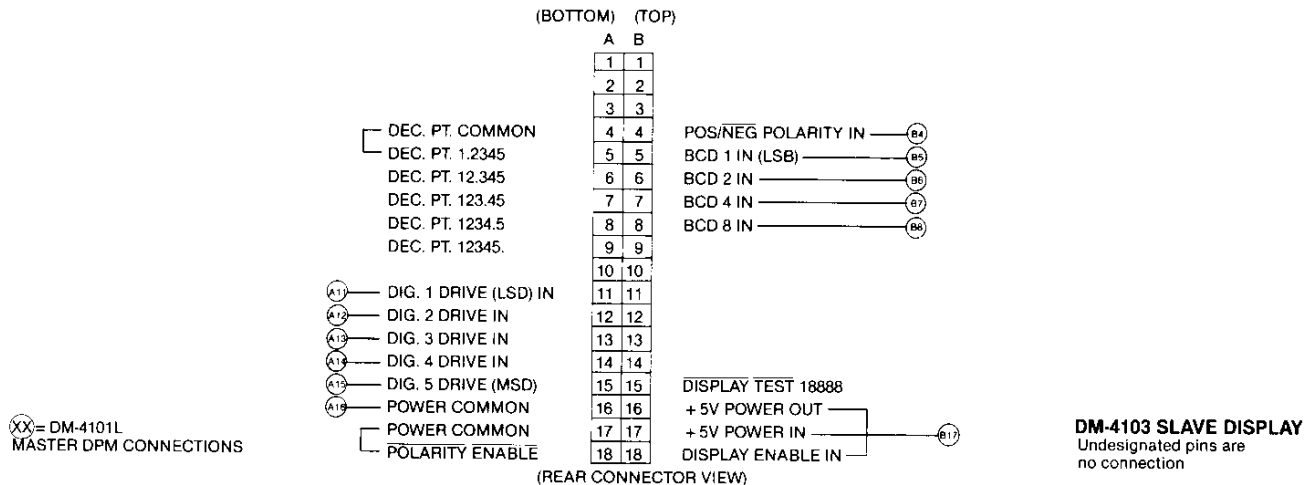 (BOTTOM) (TOP)
A B
1 1
2 2
3 3
DEC. PT. COMMON 4 4 POS/NEG POLARITY IN B4
DEC. PT. 1.2345 5 5 BCD 1 IN (LSB) B5
DEC. PT. 12.345 6 6 BCD 2 IN B6
DEC. PT. 123.45 7 7 BCD 4 IN B7
DEC. PT. 1234.5 8 8 BCD 8 IN B8
DEC. PT. 12345. 9 9
10 10
A11 DIG. 1 DRIVE (LSD) IN 11 11
A12 DIG. 2 DRIVE IN 12 12
A13 DIG. 3 DRIVE IN 13 13
A14 DIG. 4 DRIVE IN 14 14
A15 DIG. 5 DRIVE (MSD) 15 15 DISPLAY TEST 18888
A16 POWER COMMON 16 16 + 5V POWER OUT
POWER COMMON 17 17 + 5V POWER IN B17
POLARITY ENABLE 18 18 DISPLAY ENABLE IN
(REAR CONNECTOR VIEW)
XX = DM-4101L
MASTER DPM CONNECTIONS
DM-4103 SLAVE DISPLAY
Undesignated pins are
no connection